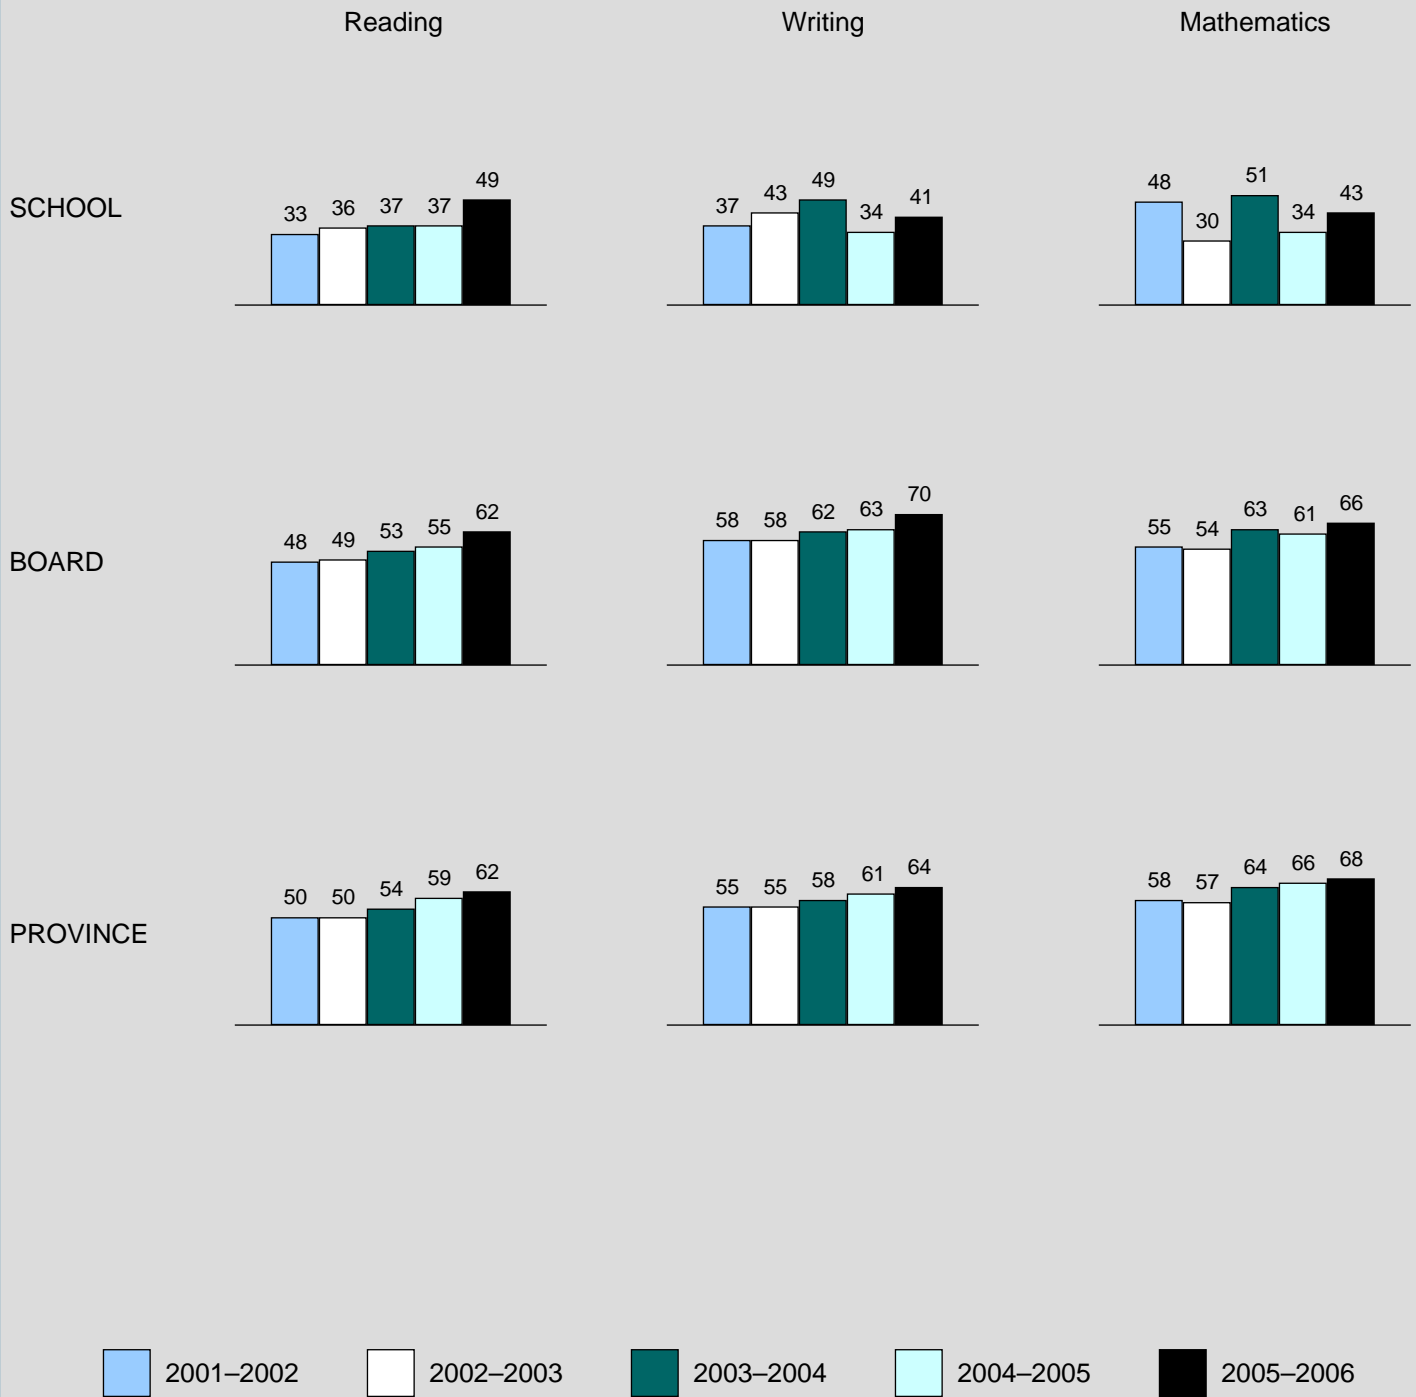 Reading Writing Mathematics
SCHOOL
33 36 37 37 49
37 43 49 34 41
48 30 51 34 43
BOARD
48 49 53 55 62
58 58 62 63 70
55 54 63 61 66
PROVINCE
50 50 54 59 62
55 55 58 61 64
58 57 64 66 68
2001–2002 2002–2003 2003–2004 2004–2005 2005–2006